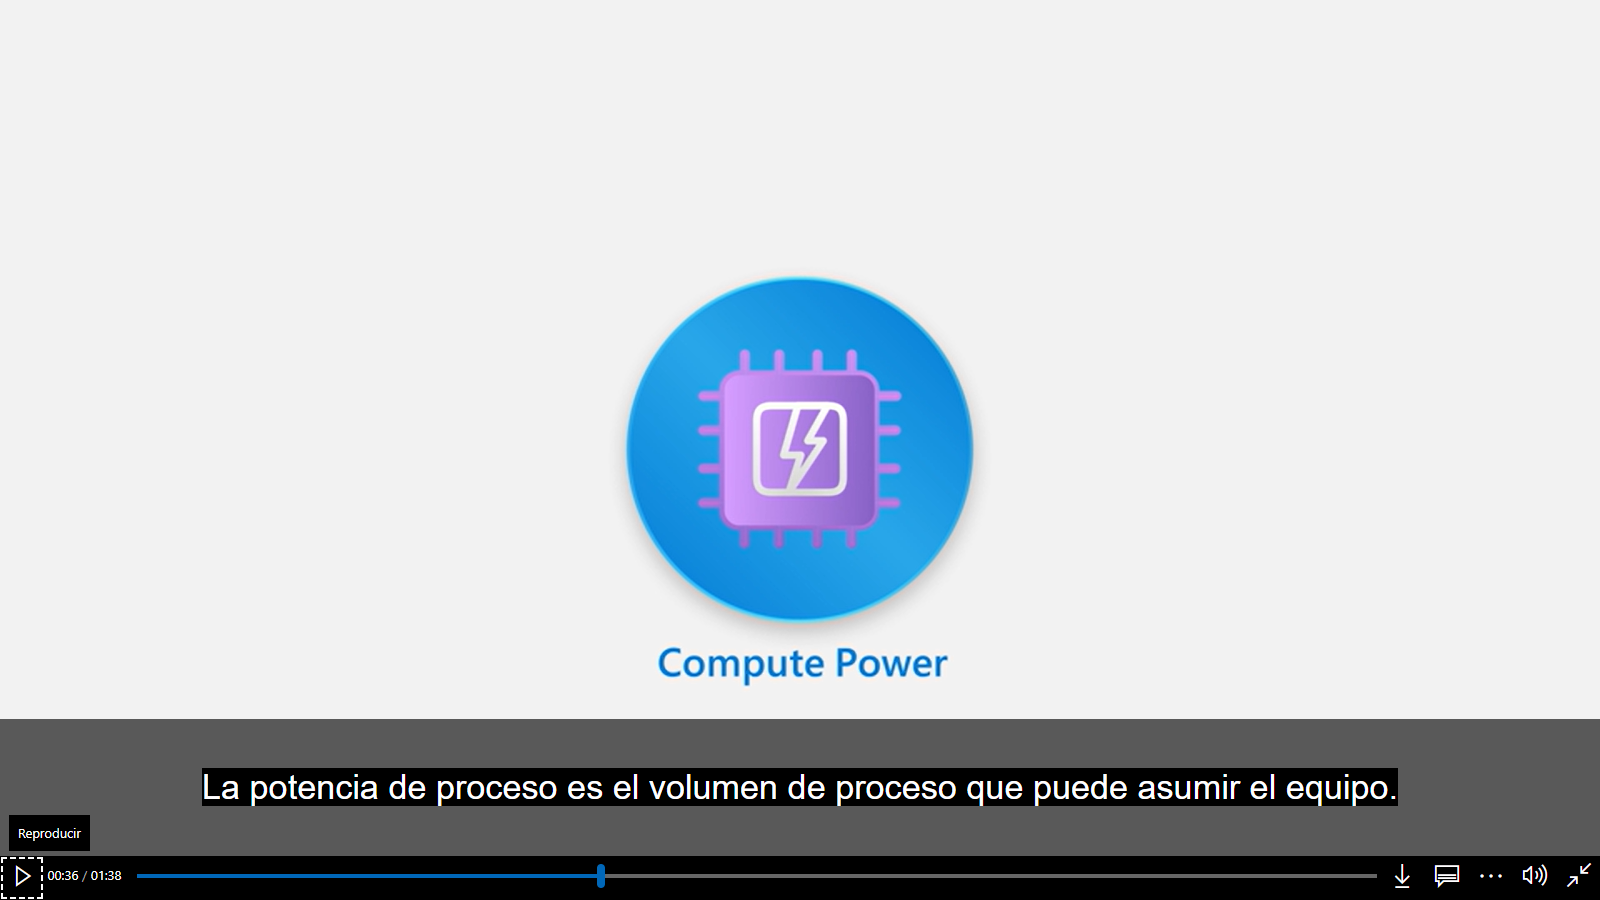 Compute Power
La potencia de proceso es el volumen de proceso que puede asumir el equipo.
Reproducir
00:36 / 01:38